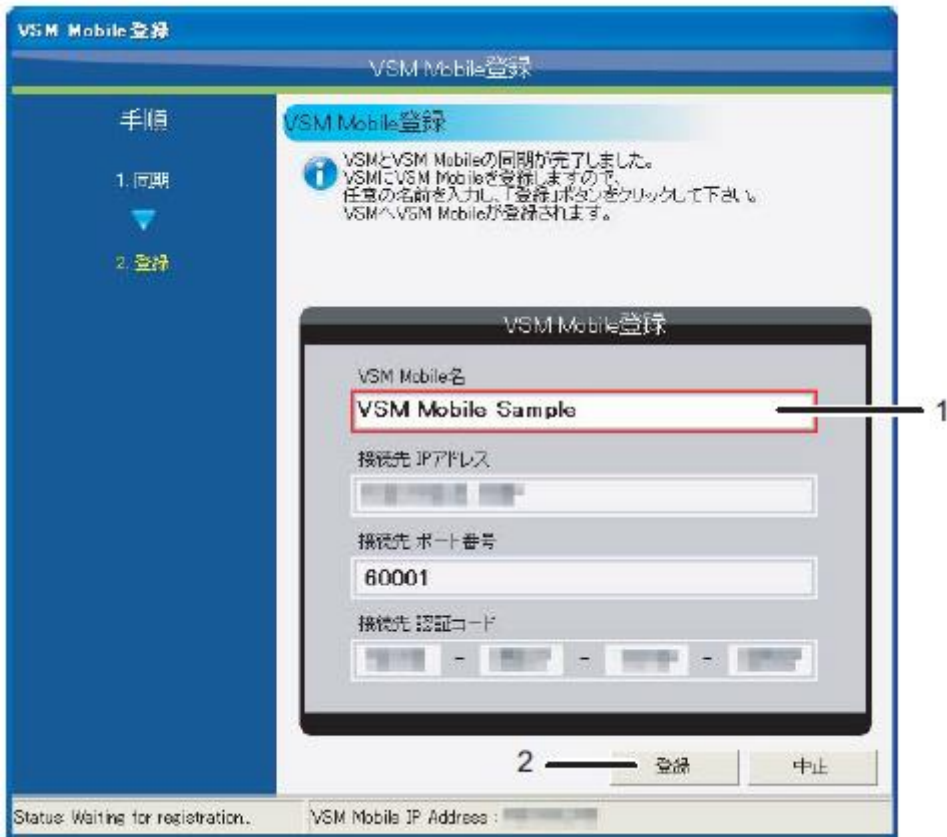 VSM Mobile登録
VSM Mobile登録
手順
1. 同期
2. 登録
VSM Mobile登録
VSMとVSM Mobileの同期が完了しました。
VSMにVSM Mobileを登録しますので、
任意の名前を入力し、「登録」ボタンをクリックして下さい。
VSMへVSM Mobileが登録されます。
VSM Mobile登録
VSM Mobile名
VSM Mobile Sample
1
接続先 IPアドレス
接続先 ポート番号
60001
接続先 認証コード
- - -
2
登録
中止
Status: Waiting for registration..
VSM Mobile IP Address :